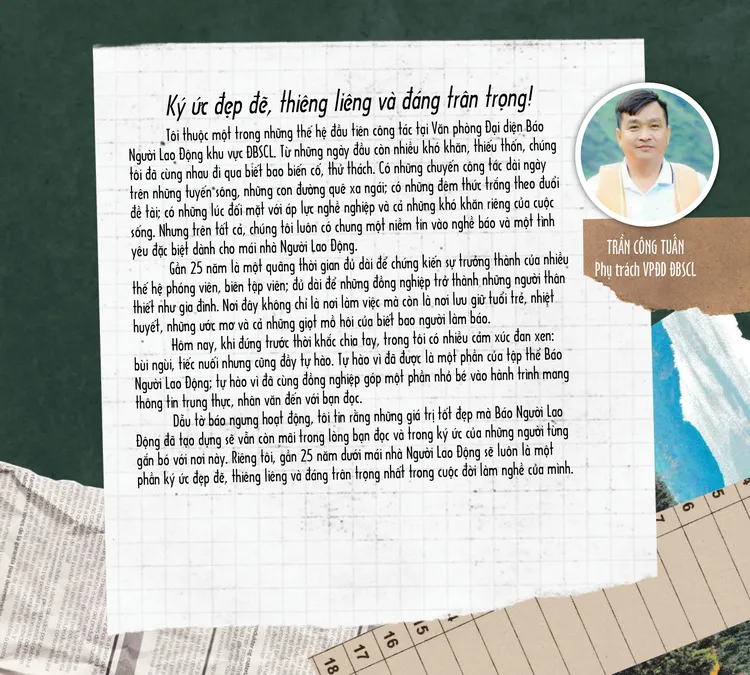 Ký ức đẹp đẽ, thiêng liêng và đáng trân trọng!
Tôi thuộc một trong những thế hệ đầu tiên công tác tại Văn phòng Đại diện Báo
Người Lao Động khu vực ĐBSCL. Từ những ngày đầu còn nhiều khó khăn, thiếu thốn, chúng
tôi đã cùng nhau đi qua biết bao biến cố, thử thách. Có những chuyến công tác dài ngày
trên những tuyến sông, những con đường quê xa ngái; có những đêm thức trắng theo đuổi
đề tài; có những lúc đối mặt với áp lực nghề nghiệp và cả những khó khăn riêng của cuộc
sống. Nhưng trên tất cả, chúng tôi luôn có chung một niềm tin vào nghề báo và một tình
yêu đặc biệt dành cho mái nhà Người Lao Động.
Gần 25 năm là một quãng thời gian đủ dài để chứng kiến sự trưởng thành của nhiều
thế hệ phóng viên, biên tập viên; đủ dài để những đồng nghiệp trở thành những người thân
thiết như gia đình. Nơi đây không chỉ là nơi làm việc mà còn là nơi lưu giữ tuổi trẻ, nhiệt
huyết, những ước mơ và cả những giọt mồ hôi của biết bao người làm báo.
Hôm nay, khi đứng trước thời khắc chia tay, trong tôi có nhiều cảm xúc đan xen:
bùi ngùi, tiếc nuối nhưng cũng đầy tự hào. Tự hào vì đã được là một phần của tập thể Báo
Người Lao Động; tự hào vì đã cùng đồng nghiệp góp một phần nhỏ bé vào hành trình mang
thông tin trung thực, nhân văn đến với bạn đọc.
Dẫu tờ báo ngưng hoạt động, tôi tin rằng những giá trị tốt đẹp mà Báo Người Lao
Động đã tạo dựng sẽ vẫn còn mãi trong lòng bạn đọc và trong ký ức của những người từng
gắn bó với nơi này. Riêng tôi, gần 25 năm dưới mái nhà Người Lao Động sẽ luôn là một
phần ký ức đẹp đẽ, thiêng liêng và đáng trân trọng nhất trong cuộc đời làm nghề của mình.
TRẦN CÔNG TUẤN
Phụ trách VPĐD ĐBSCL
5
6
7
15
16
17
18